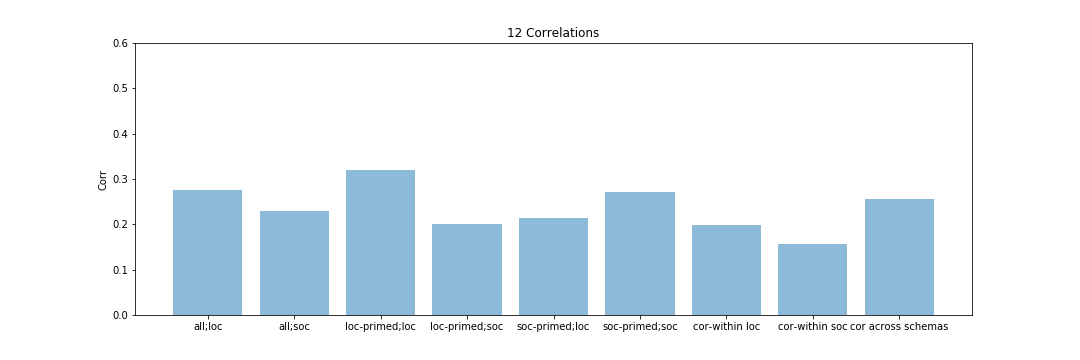 12 Correlations
0.6
0.5
0.4
0.3
0.2
0.1
0.0
Corr
all;loc all;soc loc-primed;loc loc-primed;soc soc-primed;loc soc-primed;soc cor-within loc cor-within soc cor across schemas